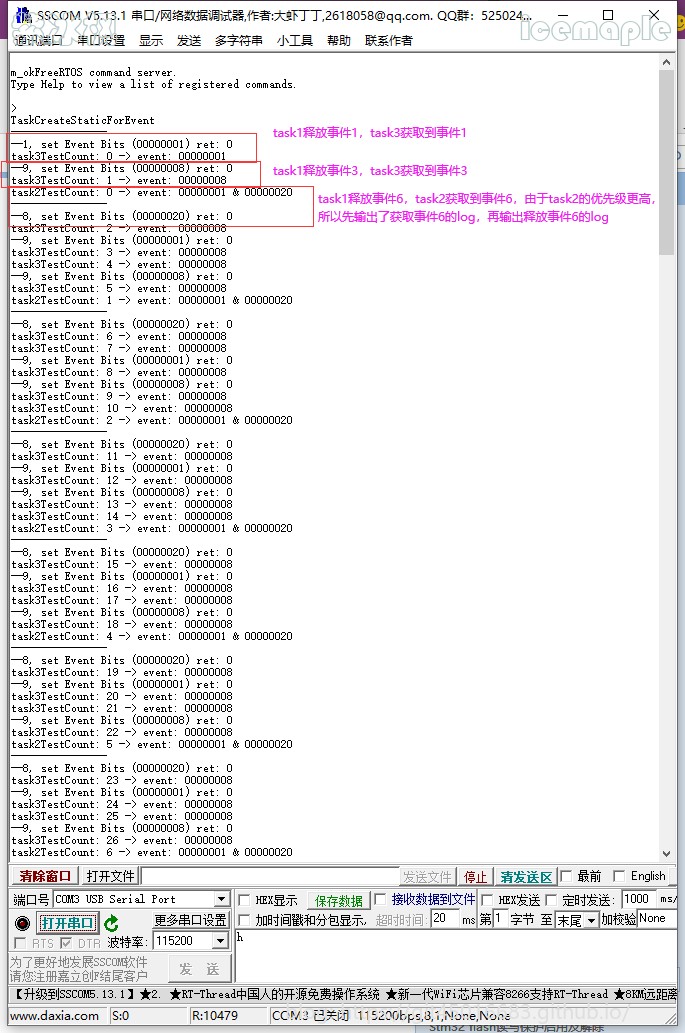 SSCOM V5.13.1 串口/网络数据调试器,作者:大虾丁丁,2618058@qq.com. QQ群：525024...
icemaple
通讯端口 串口设置 显示 发送 多字符串 小工具 帮助 联系作者
m_okFreeRTOS command server.
Type Help to view a list of registered commands.
>
TaskCreateStaticForEvent
—1, set Event Bits (00000001) ret: 0
task1释放事件1，task3获取到事件1
task3TestCount: 0 -> event: 00000001
—9, set Event Bits (00000008) ret: 0
task1释放事件3，task3获取到事件3
task3TestCount: 1 -> event: 00000008
task2TestCount: 0 -> event: 00000001 & 00000020
task1释放事件6，task2获取到事件6，由于task2的优先级更高，
所以先输出了获取事件6的log，再输出释放事件6的log
—8, set Event Bits (00000020) ret: 0
task3TestCount: 2 -> event: 00000008
—9, set Event Bits (00000001) ret: 0
task3TestCount: 3 -> event: 00000008
task3TestCount: 4 -> event: 00000008
—9, set Event Bits (00000008) ret: 0
task3TestCount: 5 -> event: 00000008
task2TestCount: 1 -> event: 00000001 & 00000020
—8, set Event Bits (00000020) ret: 0
task3TestCount: 6 -> event: 00000008
task3TestCount: 7 -> event: 00000008
—9, set Event Bits (00000001) ret: 0
task3TestCount: 8 -> event: 00000008
—9, set Event Bits (00000008) ret: 0
task3TestCount: 9 -> event: 00000008
task3TestCount: 10 -> event: 00000008
task2TestCount: 2 -> event: 00000001 & 00000020
—8, set Event Bits (00000020) ret: 0
task3TestCount: 11 -> event: 00000008
—9, set Event Bits (00000001) ret: 0
task3TestCount: 12 -> event: 00000008
—9, set Event Bits (00000008) ret: 0
task3TestCount: 13 -> event: 00000008
task3TestCount: 14 -> event: 00000008
task2TestCount: 3 -> event: 00000001 & 00000020
—8, set Event Bits (00000020) ret: 0
task3TestCount: 15 -> event: 00000008
—9, set Event Bits (00000001) ret: 0
task3TestCount: 16 -> event: 00000008
task3TestCount: 17 -> event: 00000008
—9, set Event Bits (00000008) ret: 0
task3TestCount: 18 -> event: 00000008
task2TestCount: 4 -> event: 00000001 & 00000020
—8, set Event Bits (00000020) ret: 0
task3TestCount: 19 -> event: 00000008
—9, set Event Bits (00000001) ret: 0
task3TestCount: 20 -> event: 00000008
task3TestCount: 21 -> event: 00000008
—9, set Event Bits (00000008) ret: 0
task3TestCount: 22 -> event: 00000008
task2TestCount: 5 -> event: 00000001 & 00000020
—8, set Event Bits (00000020) ret: 0
task3TestCount: 23 -> event: 00000008
—9, set Event Bits (00000001) ret: 0
task3TestCount: 24 -> event: 00000008
task3TestCount: 25 -> event: 00000008
—9, set Event Bits (00000008) ret: 0
task3TestCount: 26 -> event: 00000008
task2TestCount: 6 -> event: 00000001 & 00000020
清除窗口 打开文件 发送文件 停止 清发送区 最前 English
端口号 COM3 USB Serial Port HEX显示 保存数据 接收数据到文件 HEX发送 定时发送: 1000 ms/
打开串口 更多串口设置 加时间戳和分包显示, 超时时间: 20 ms 第1 字节 至 末尾 加校验 None
RTS DTR 波特率: 115200
h
为了更好地发展SSCOM软件
请您注册嘉立创F结尾客户
发 送
【升级到SSCOM5.13.1】★2. ★RT-Thread中国人的开源免费操作系统 ★新一代WiFi芯片兼容8266支持RT-Thread ★8KM远距离
www.daxia.com S:0 R:10479 COM3 已关闭 115200bps,8,1,None,None
Stm32 flash读写保护启用及解除